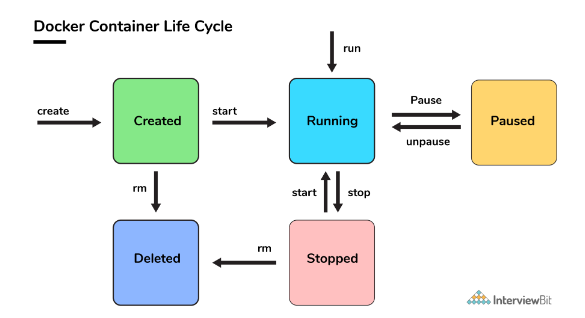 Docker Container Life Cycle
run
create
Created
start
Running
Pause
unpause
Paused
rm
start
stop
Deleted
rm
Stopped
InterviewBit